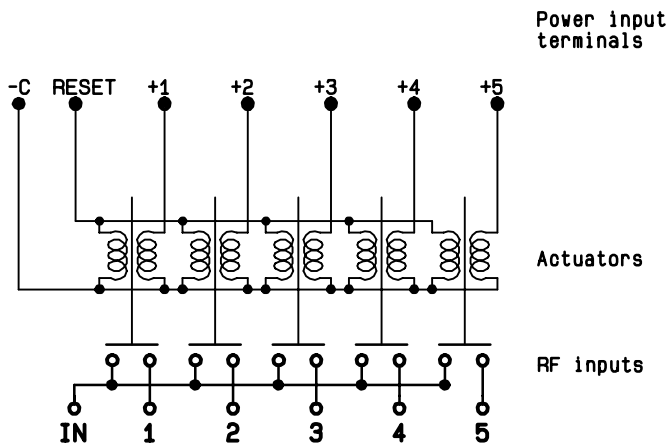 Power input
terminals
-C RESET +1 +2 +3 +4 +5
Actuators
RF inputs
IN 1 2 3 4 5